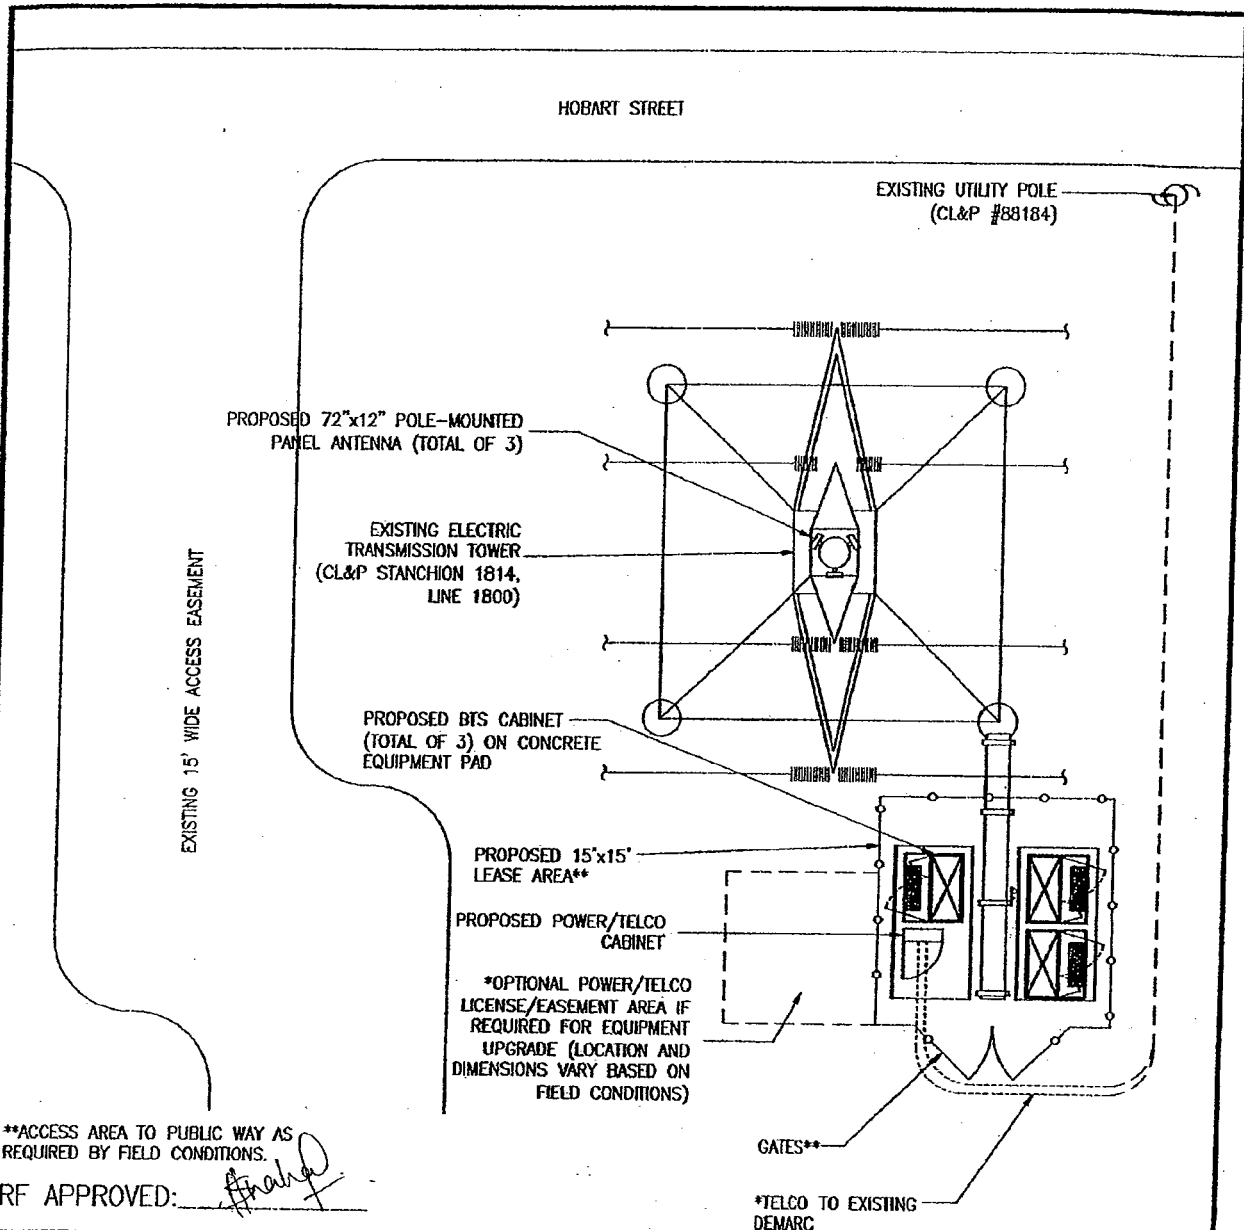 HOBART STREET
EXISTING UTILITY POLE
(CL&P #88184)
PROPOSED 72"x12" POLE-MOUNTED
PANEL ANTENNA (TOTAL OF 3)
EXISTING ELECTRIC
TRANSMISSION TOWER
(CL&P STANCHION 1814,
LINE 1800)
EXISTING 15' WIDE ACCESS EASEMENT
PROPOSED BTS CABINET
(TOTAL OF 3) ON CONCRETE
EQUIPMENT PAD
PROPOSED 15'x15'
LEASE AREA**
PROPOSED POWER/TELCO
CABINET
*OPTIONAL POWER/TELCO
LICENSE/EASEMENT AREA IF
REQUIRED FOR EQUIPMENT
UPGRADE (LOCATION AND
DIMENSIONS VARY BASED ON
FIELD CONDITIONS)
**ACCESS AREA TO PUBLIC WAY AS
REQUIRED BY FIELD CONDITIONS.
RF APPROVED:
GATES**
*TELCO TO EXISTING
DEMARC